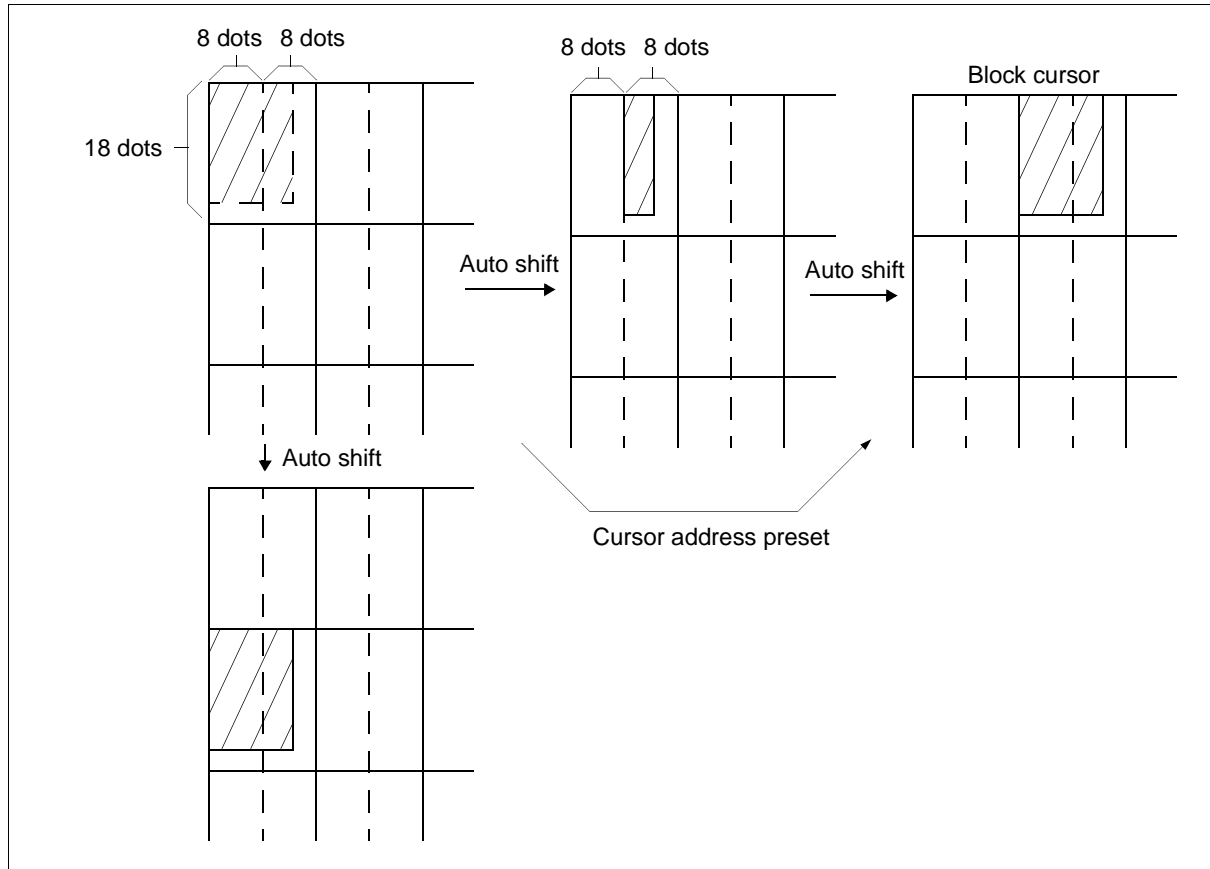 8 dots 8 dots
8 dots 8 dots
Block cursor
18 dots
Auto shift
Auto shift
Auto shift
Cursor address preset